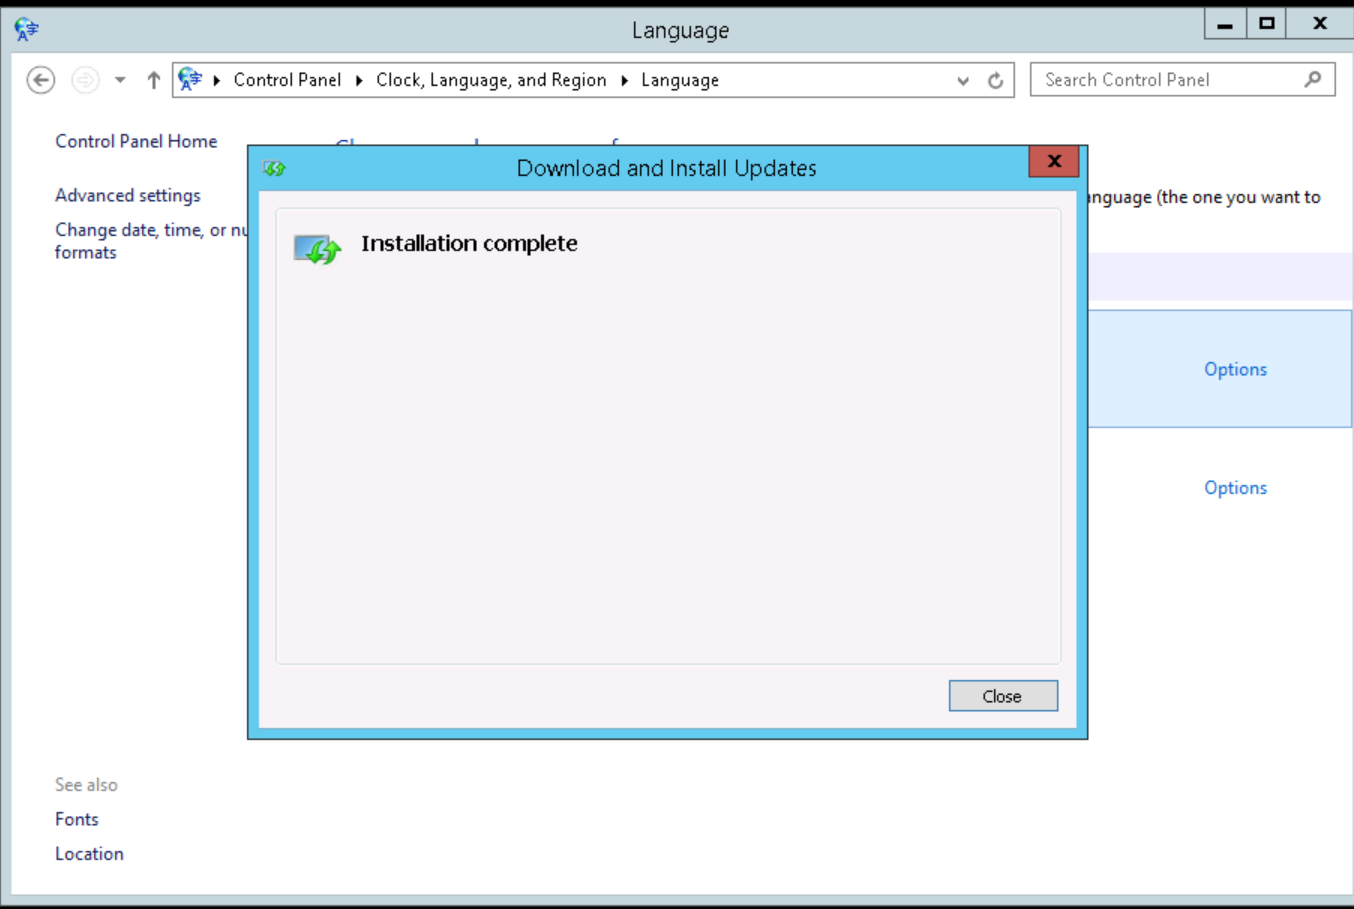 Language
Control Panel Clock, Language, and Region Language
Search Control Panel
Control Panel Home
Advanced settings
Change date, time, or
formats
Download and Install Updates
Installation complete
Close
(the one you want to
Options
Options
See also
Fonts
Location